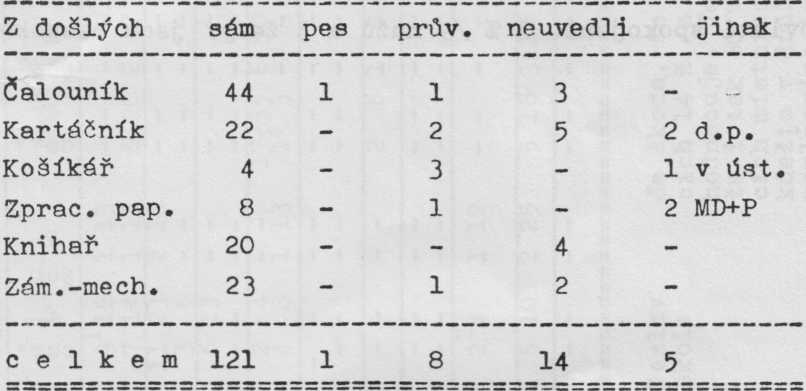 Z došlých sám pes prův. neuvedli jinak
Čalouník 44 1 1 3 -
Kartáčník 22 - 2 5 2 d.p.
Košíkář 4 - 3 - 1 v úst.
Zprac. pap. 8 - 1 - 2 MD+P
Knihař 20 - - 4 -
Zám.-mech. 23 - 1 2 -
c e l k e m 121 1 8 14 5